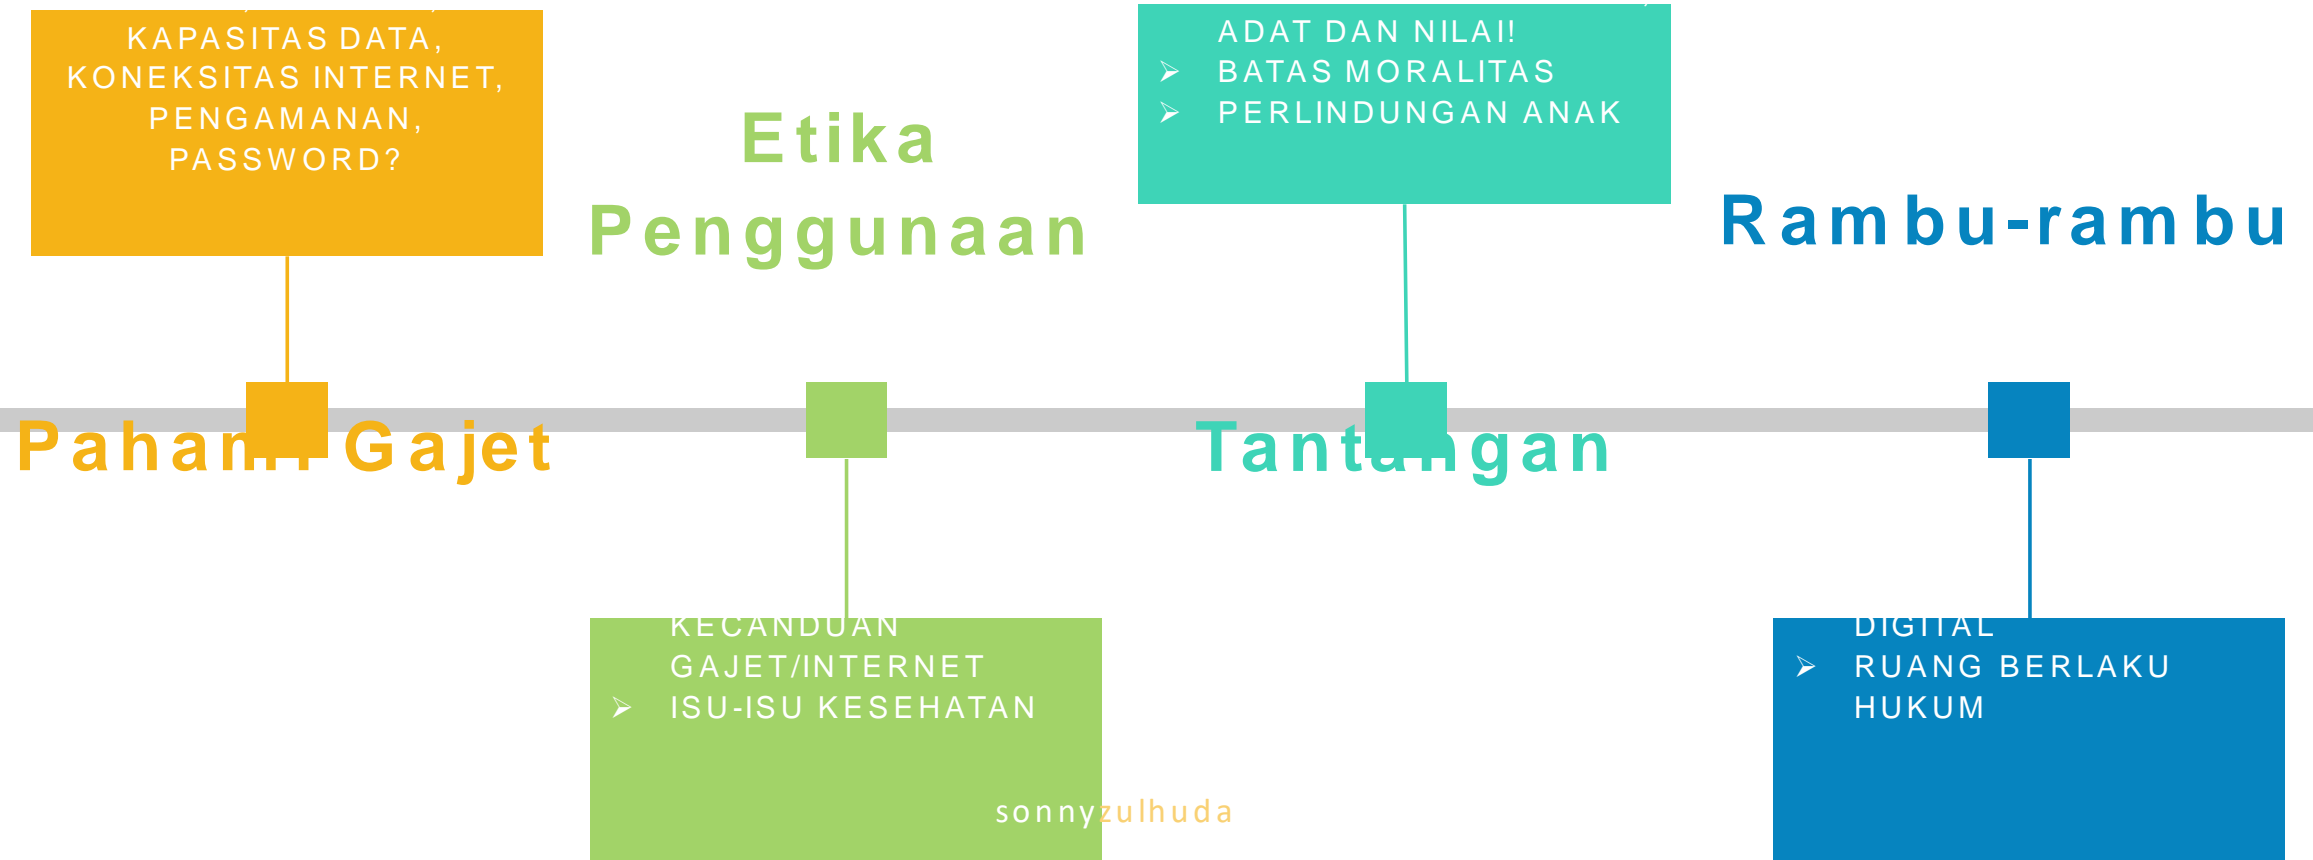 KAPASITAS DATA,
KONEKSITAS INTERNET,
PENGAMANAN,
PASSWORD?
Pahami Gajet
Etika
Penggunaan
KECANDUAN
GAJET/INTERNET
➢ ISU-ISU KESEHATAN
ADAT DAN NILAI!
➢ BATAS MORALITAS
➢ PERLINDUNGAN ANAK
Tantangan
Rambu-rambu
DIGITAL
➢ RUANG BERLAKU
HUKUM
sonnyzulhuda